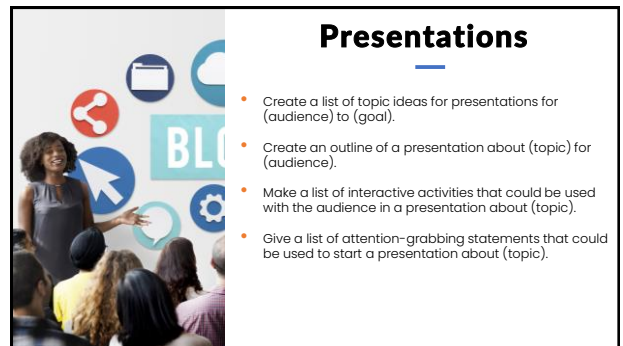 Presentations
BLO
Create a list of topic ideas for presentations for
(audience) to (goal).
Create an outline of a presentation about (topic) for
(audience).
Make a list of interactive activities that could be used
with the audience in a presentation about (topic).
Give a list of attention-grabbing statements that could
be used to start a presentation about (topic).